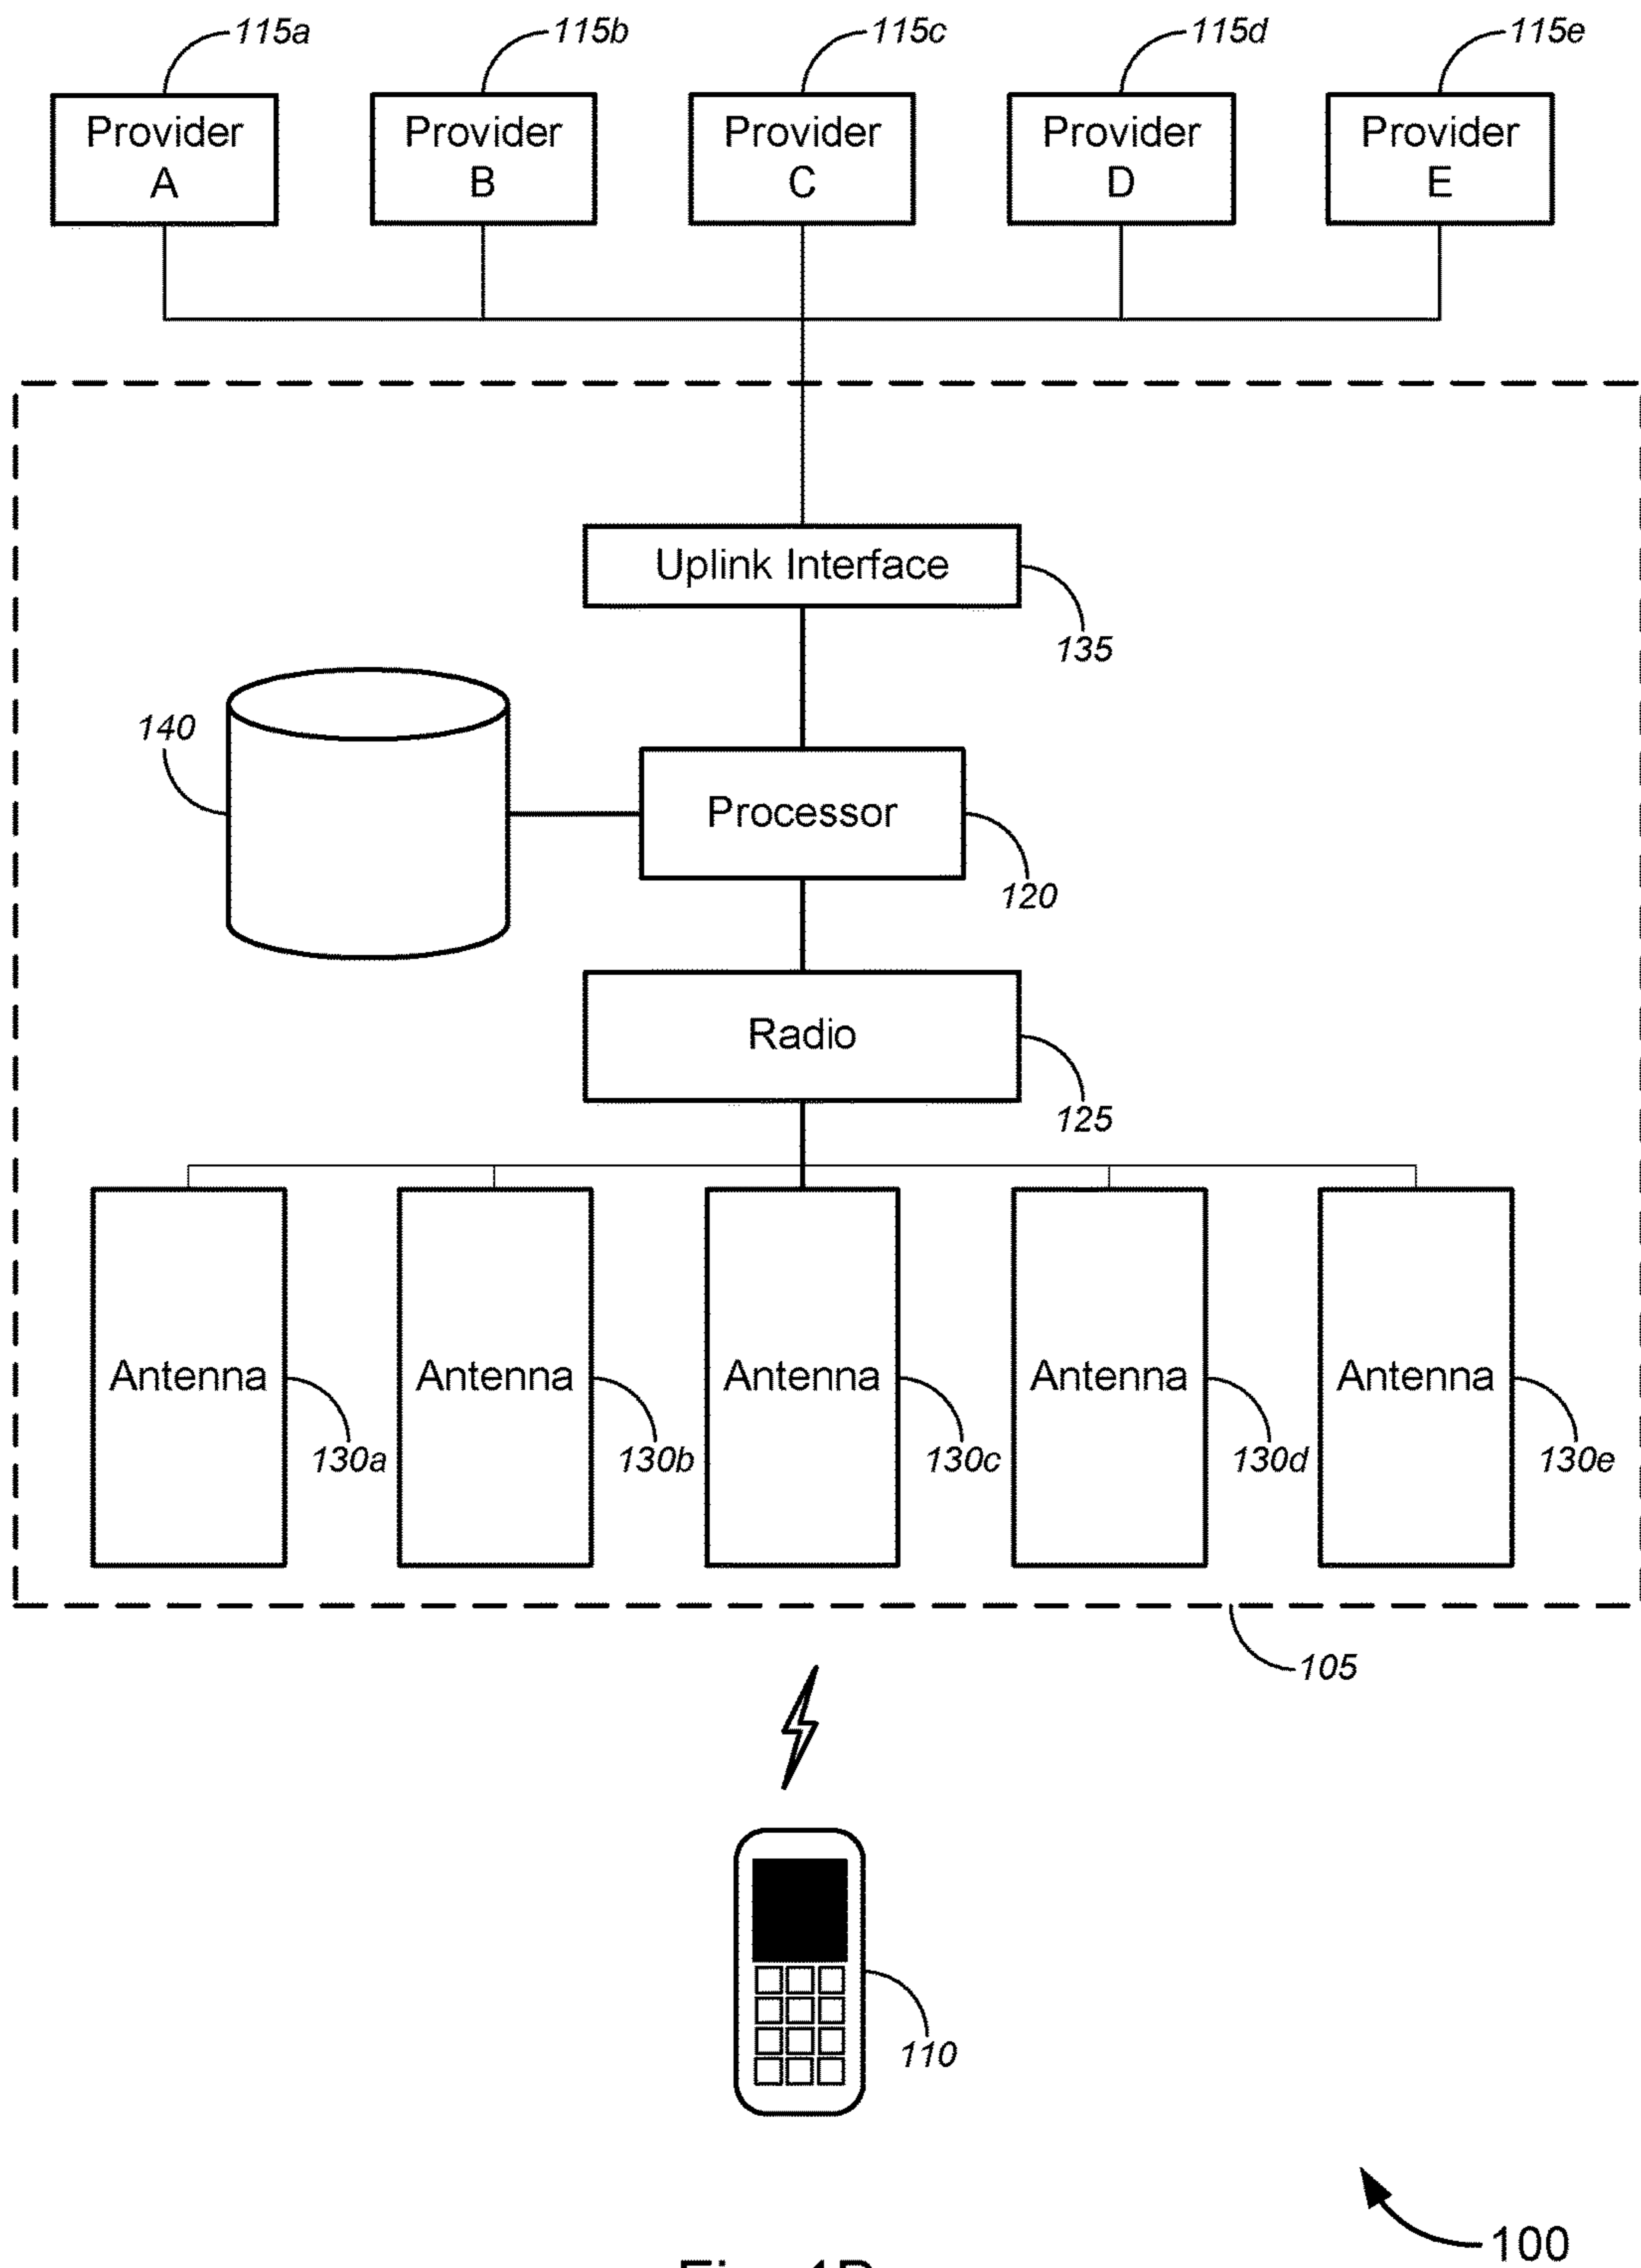 115a 115b 115c 115d 115e
Provider Provider Provider Provider Provider
A B C D E
Uplink Interface
135
140
Processor
120
Radio
125
Antenna Antenna Antenna Antenna Antenna
130a 130b 130c 130d 130e
105
110
100